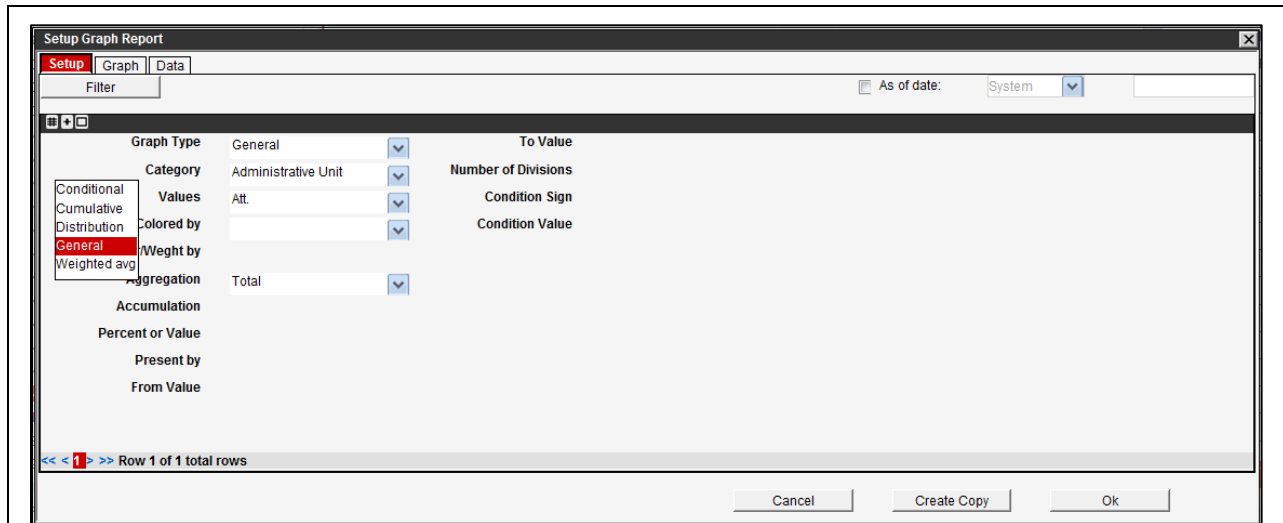 Setup Graph Report
Setup Graph Data
Filter As of date: System
Graph Type General To Value
Category Administrative Unit Number of Divisions
Values Att. Condition Sign
Colored by Condition Value
/Weght by
Aggregation Total
Accumulation
Percent or Value
Present by
From Value
Conditional
Cumulative
Distribution
General
Weighted avg
<< < 1 > >> Row 1 of 1 total rows
Cancel Create Copy Ok